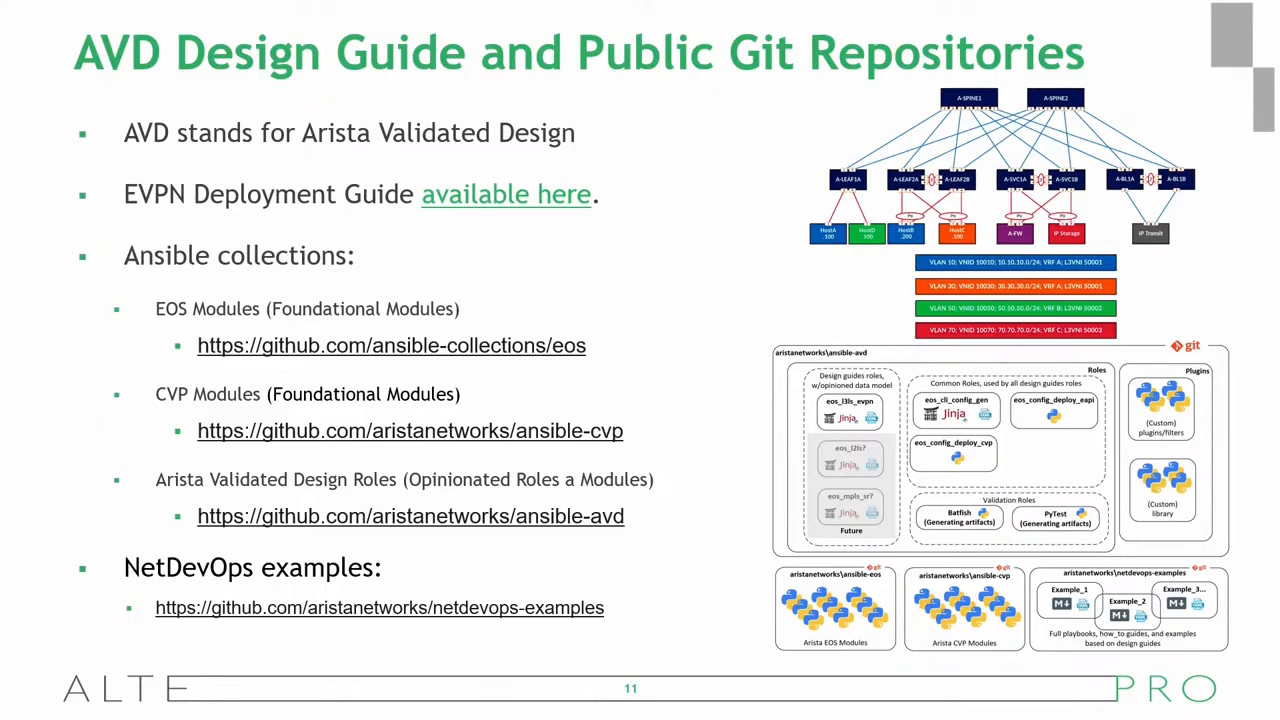 AVD Design Guide and Public Git Repositories
AVD stands for Arista Validated Design
EVPN Deployment Guide available here.
Ansible collections:
EOS Modules (Foundational Modules)
https://github.com/ansible-collections/eos
CVP Modules (Foundational Modules)
https://github.com/aristanetworks/ansible-cvp
Arista Validated Design Roles (Opinionated Roles a Modules)
https://github.com/aristanetworks/ansible-avd
NetDevOps examples:
https://github.com/aristanetworks/netdevops-examples
A-SPINE1
A-SPINE2
A-LEAF1A
A-LEAF2A
A-LEAF2B
A-SVC1A
A-SVC1B
A-BL1A
A-BL1B
Po
Po
Po
Po
HostA
.100
HostD
.100
HostB
.200
HostC
.100
A-FW
IP Storage
IP Transit
VLAN 10; VNID 10010; 10.10.10.0/24; VRF A; L3VNI 50001
VLAN 30; VNID 10030; 30.30.30.0/24; VRF A; L3VNI 50001
VLAN 50; VNID 10050; 50.50.50.0/24; VRF B; L3VNI 50002
VLAN 70; VNID 10070; 70.70.70.0/24; VRF C; L3VNI 50003
git
aristanetworks\ansible-avd
Roles
Design guides roles,
w/opinioned data model
eos_l3ls_evpn
Jinja
eos_l2ls?
Jinja
eos_mpls_sr?
Jinja
Future
Common Roles, used by all design guides roles
eos_cli_config_gen
Jinja
eos_config_deploy_eapi
eos_config_deploy_cvp
Validation Roles
Batfish
(Generating artifacts)
PyTest
(Generating artifacts)
Plugins
(Custom)
plugins/filters
(Custom)
library
git
aristanetworks\ansible-eos
Arista EOS Modules
git
aristanetworks\ansible-cvp
Arista CVP Modules
git
aristanetworks\netdevops-examples
Example_1
Example_2
Example_3...
Full playbooks, how_to guides, and examples
based on design guides
ALTE
11
PRO